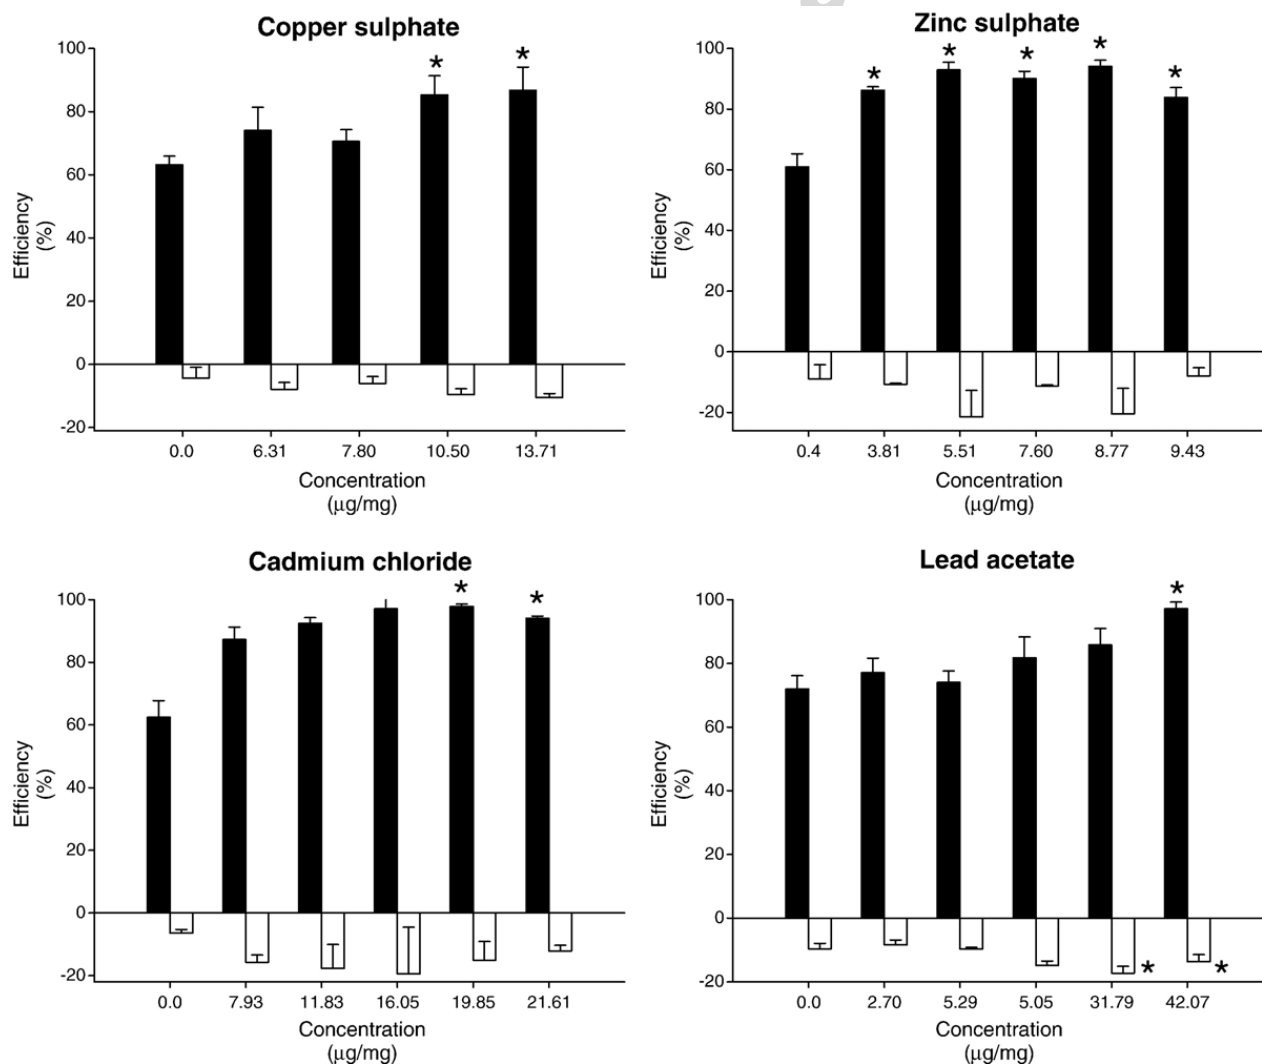 Copper sulphate
*
*
100
80
60
40
20
0
-20
Efficiency
(%)
0.0 6.31 7.80 10.50 13.71
Concentration
(μg/mg)
Zinc sulphate
* * * * *
100
80
60
40
20
0
-20
Efficiency
(%)
0.4 3.81 5.51 7.60 8.77 9.43
Concentration
(μg/mg)
Cadmium chloride
* *
100
80
60
40
20
0
-20
Efficiency
(%)
0.0 7.93 11.83 16.05 19.85 21.61
Concentration
(μg/mg)
Lead acetate
*
100
80
60
40
20
0
-20
* *
Efficiency
(%)
0.0 2.70 5.29 5.05 31.79 42.07
Concentration
(μg/mg)